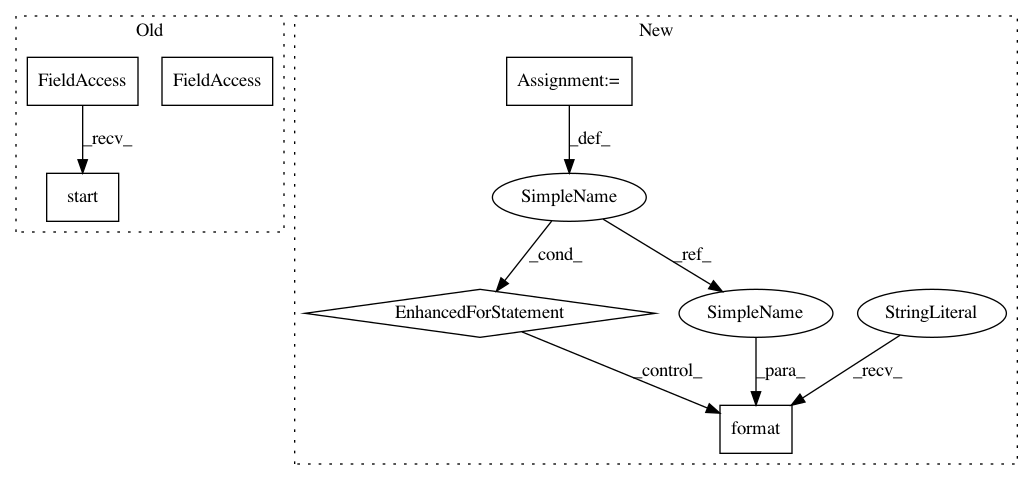 Old
New
FieldAccess
FieldAccess
Assignment:=
_recv_
_def_
start
SimpleName
_cond_
_ref_
EnhancedForStatement
SimpleName
StringLiteral
_control_
_para_
_recv_
format